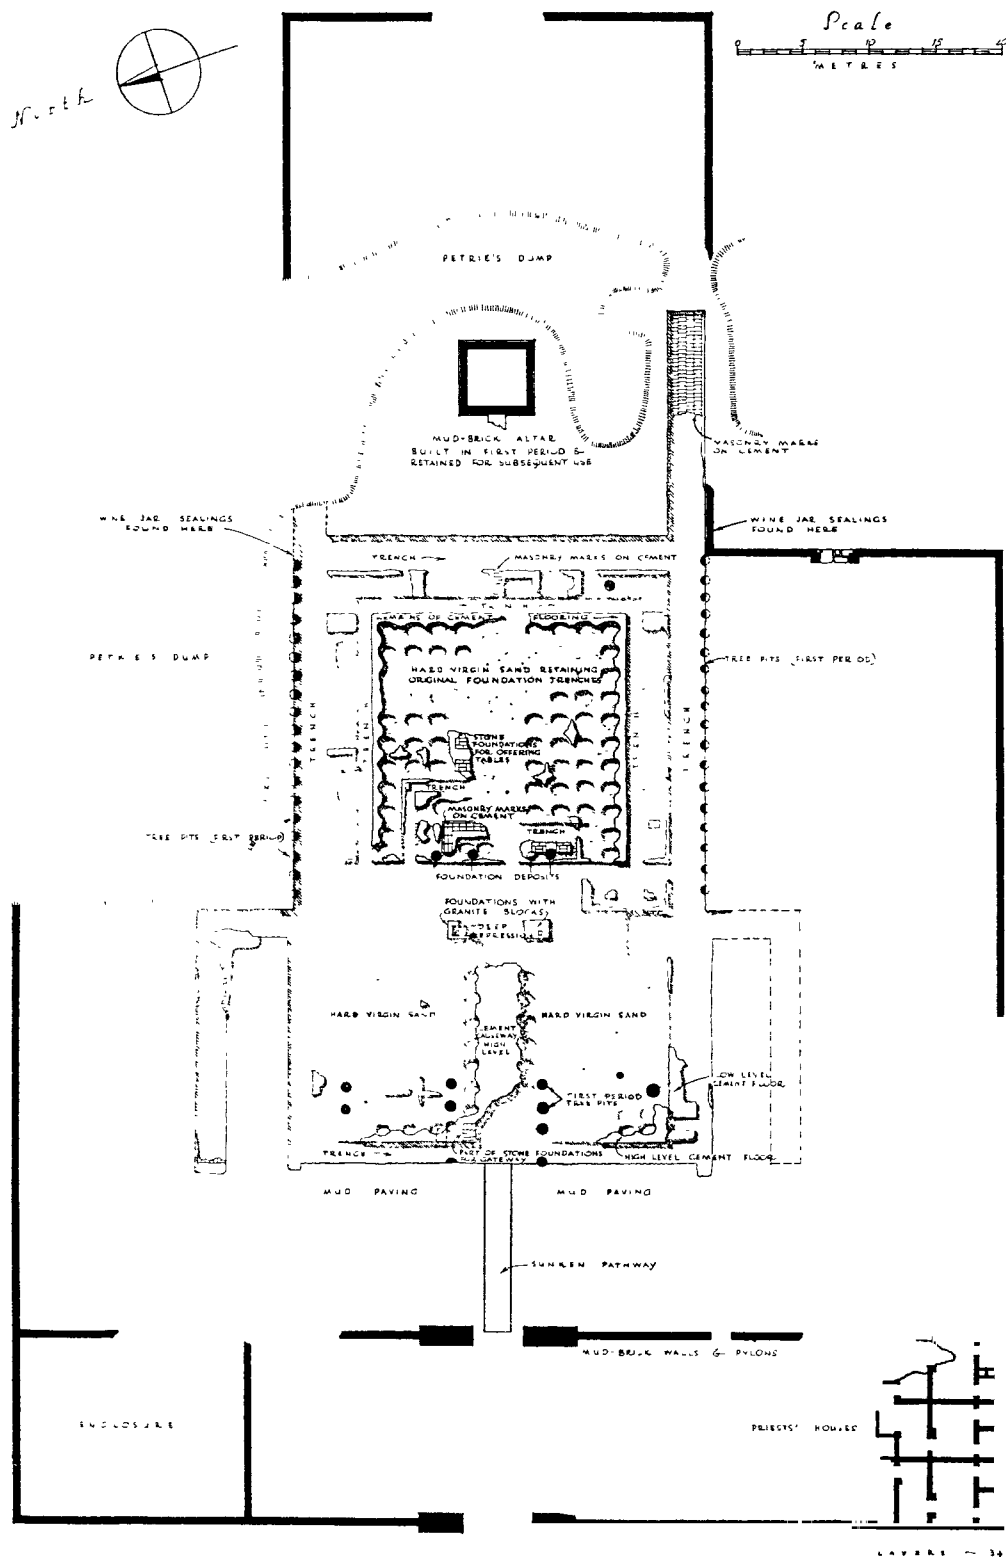 Scale
0 5 10 15
METRES
North
PETRIE'S DUMP
MUD-BRICK ALTAR
BUILT IN FIRST PERIOD &
RETAINED FOR SUBSEQUENT USE
MASONRY MARKS
ON CEMENT
WINE JAR SEALINGS
FOUND HERE
WINE JAR SEALINGS
FOUND HERE
TRENCH
MASONRY MARKS ON CEMENT
TRENCH
REMAINS OF CEMENT
FLOORING
PETRIE'S DUMP
HARD VIRGIN SAND RETAINING
ORIGINAL FOUNDATION TRENCHES
TREE PITS (FIRST PERIOD)
TRENCH
TRENCH
TRENCH
TRENCH
STONE
FOUNDATIONS
FOR OFFERING
TABLES
TRENCH
MASONRY MARKS
ON CEMENT
TRENCH
TREE PITS (FIRST PERIOD)
FOUNDATION DEPOSITS
FOUNDATIONS WITH
GRANITE BLOCKS
DEEP
DEPRESSION
HARD VIRGIN SAND
HARD VIRGIN SAND
CEMENT
CAUSEWAY
HIGH
LEVEL
LOW LEVEL
CEMENT FLOOR
FIRST PERIOD
TREE PITS
TRENCH
PART OF STONE FOUNDATIONS
GATEWAY
HIGH LEVEL CEMENT FLOOR
MUD PAVING
MUD PAVING
SUNKEN PATHWAY
MUD-BRICK WALLS & PYLONS
ENCLOSURE
PRIESTS' HOUSES
LAVERS